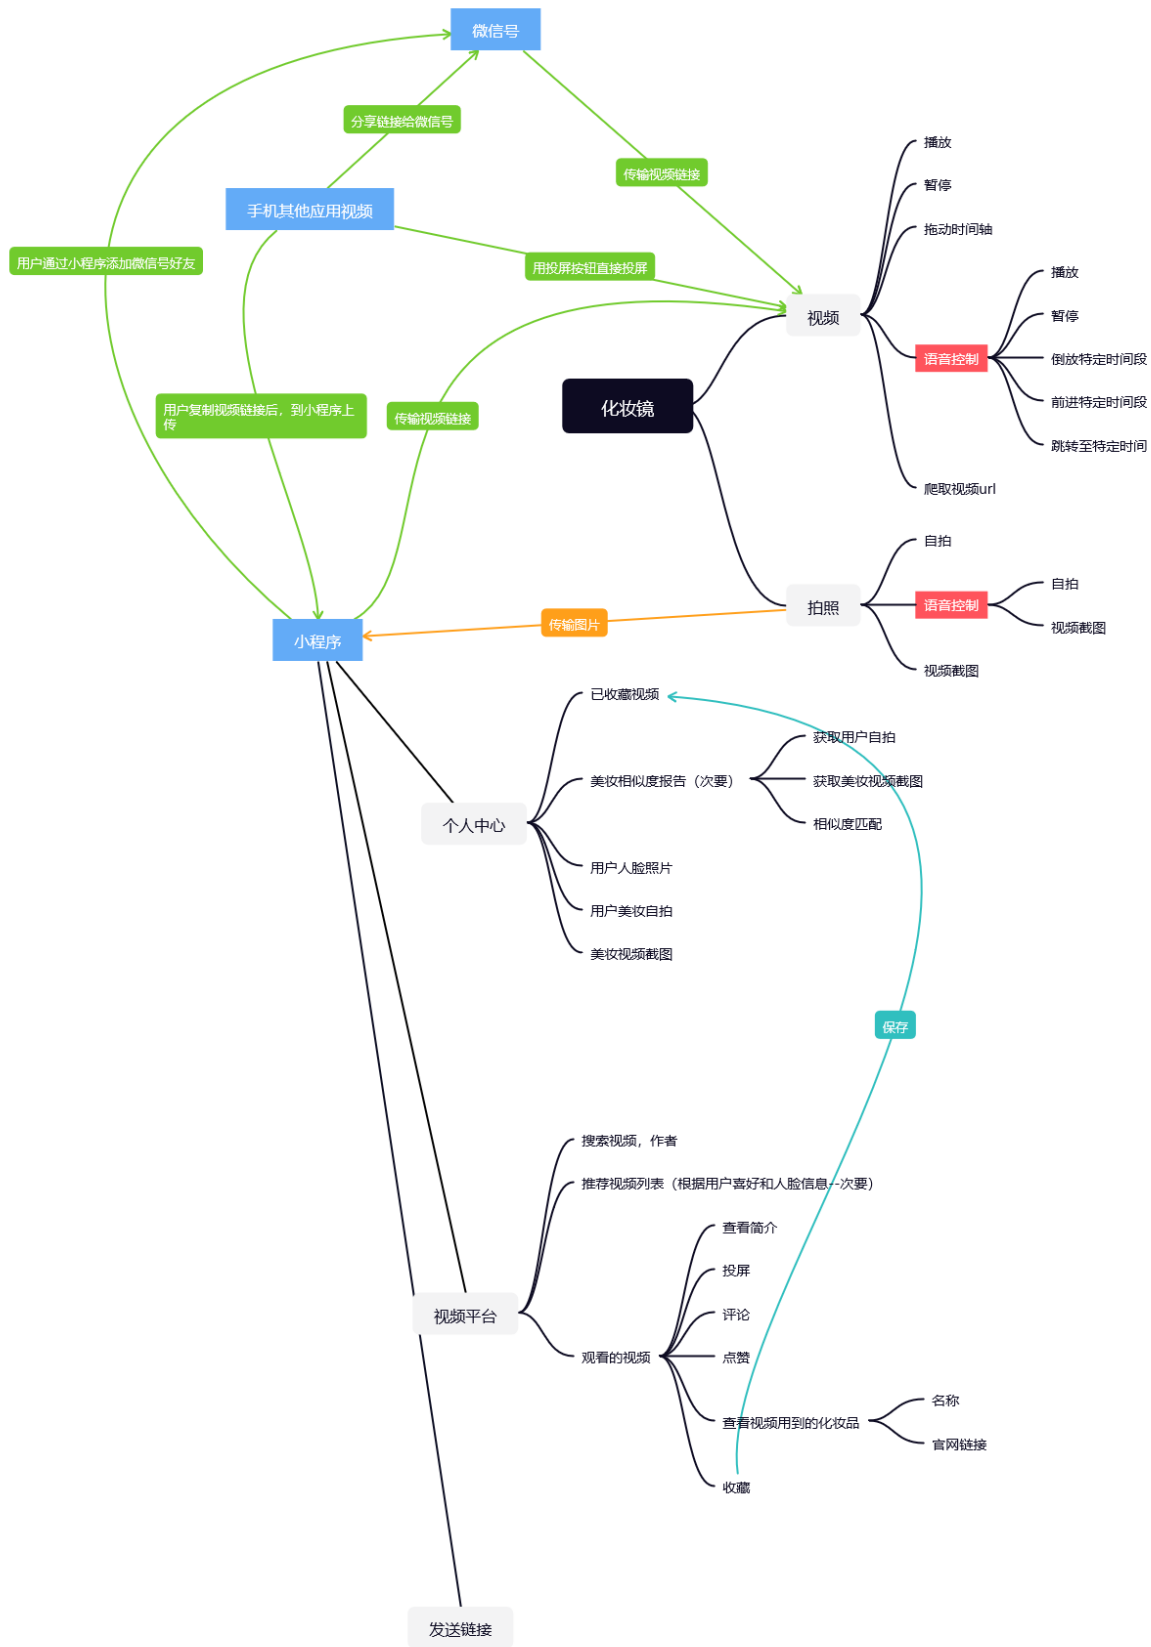 微信号
分享链接给微信号
传输视频链接
手机其他应用视频
用户通过小程序添加微信号好友
用投屏按钮直接投屏
用户复制视频链接后，到小程序上
传
传输视频链接
化妆镜
视频
播放
暂停
拖动时间轴
语音控制
播放
暂停
倒放特定时间段
前进特定时间段
跳转至特定时间
爬取视频url
拍照
自拍
语音控制
自拍
视频截图
视频截图
传输图片
小程序
个人中心
已收藏视频
美妆相似度报告（次要）
获取用户自拍
获取美妆视频截图
相似度匹配
用户人脸照片
用户美妆自拍
美妆视频截图
保存
视频平台
搜索视频，作者
推荐视频列表（根据用户喜好和人脸信息--次要）
观看的视频
查看简介
投屏
评论
点赞
查看视频用到的化妆品
名称
官网链接
收藏
发送链接